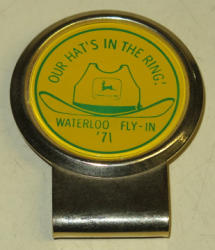 OUR HAT'S IN THE RING!
WATERLOO FLY-IN
'71